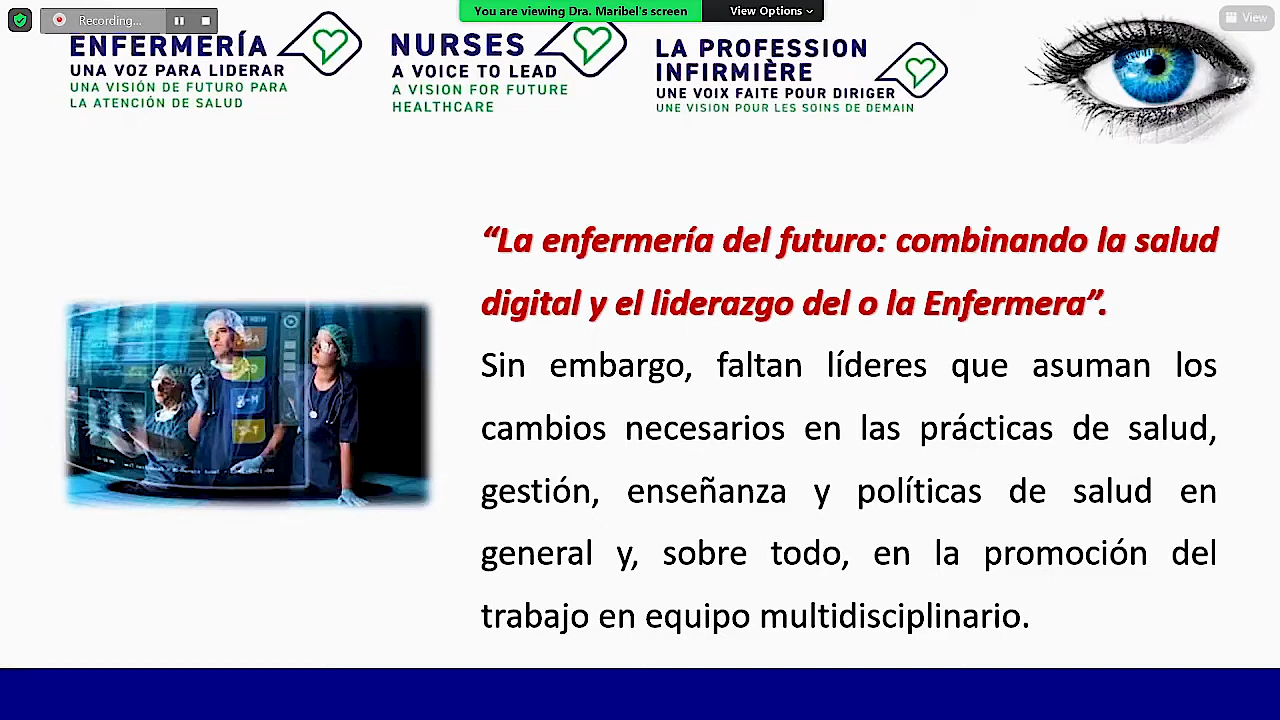 Recording...
You are viewing Dra. Maribel's screen
View Options
View
ENFERMERÍA
UNA VOZ PARA LIDERAR
UNA VISIÓN DE FUTURO PARA
LA ATENCIÓN DE SALUD
NURSES
A VOICE TO LEAD
A VISION FOR FUTURE
HEALTHCARE
LA PROFESSION
INFIRMIÈRE
UNE VOIX FAITE POUR DIRIGER
UNE VISION POUR LES SOINS DE DEMAIN
“La enfermería del futuro: combinando la salud
digital y el liderazgo del o la Enfermera”.
Sin embargo, faltan líderes que asuman los
cambios necesarios en las prácticas de salud,
gestión, enseñanza y políticas de salud en
general y, sobre todo, en la promoción del
trabajo en equipo multidisciplinario.